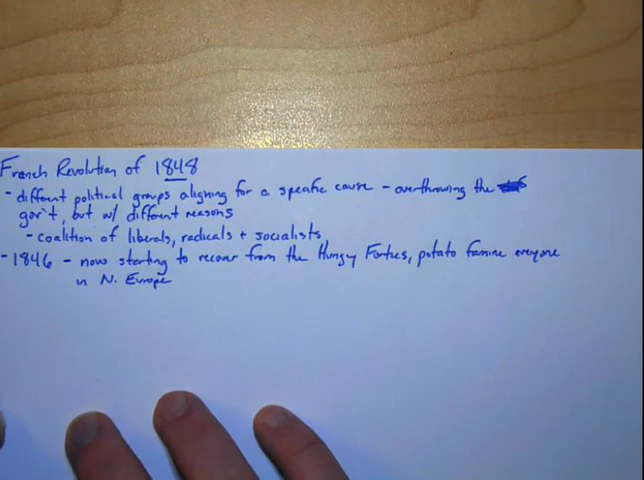 French Revolution of 1848
- different political groups aligning for a specific cause - overthrowing the
gov't, but w/ different reasons
- coalition of liberals, radicals + socialists
- 1846 - now starting to recover from the Hungry Forties, potato famine everyone
in N. Europe